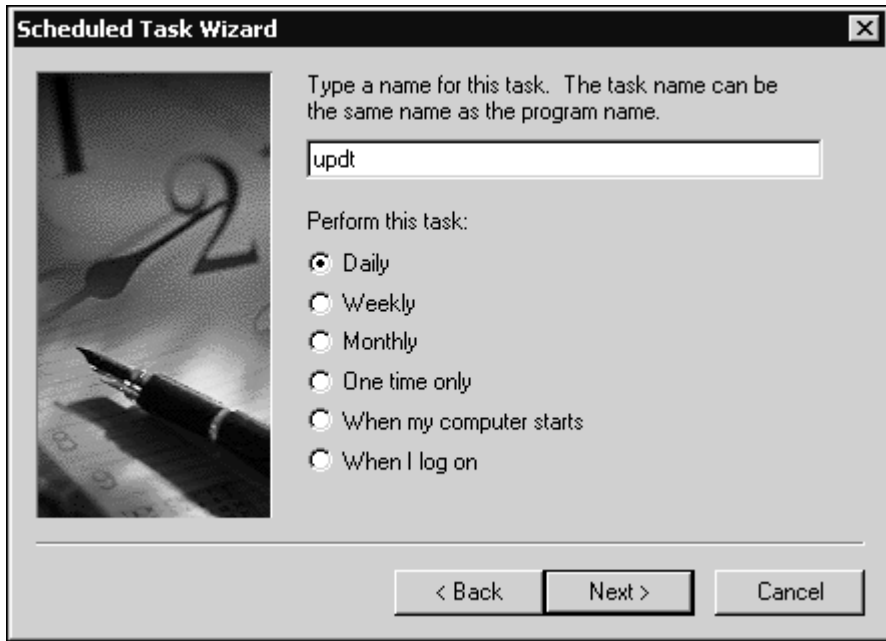 Scheduled Task Wizard
Type a name for this task.  The task name can be
the same name as the program name.
updt
Perform this task:
Daily
Weekly
Monthly
One time only
When my computer starts
When I log on
< Back
Next >
Cancel